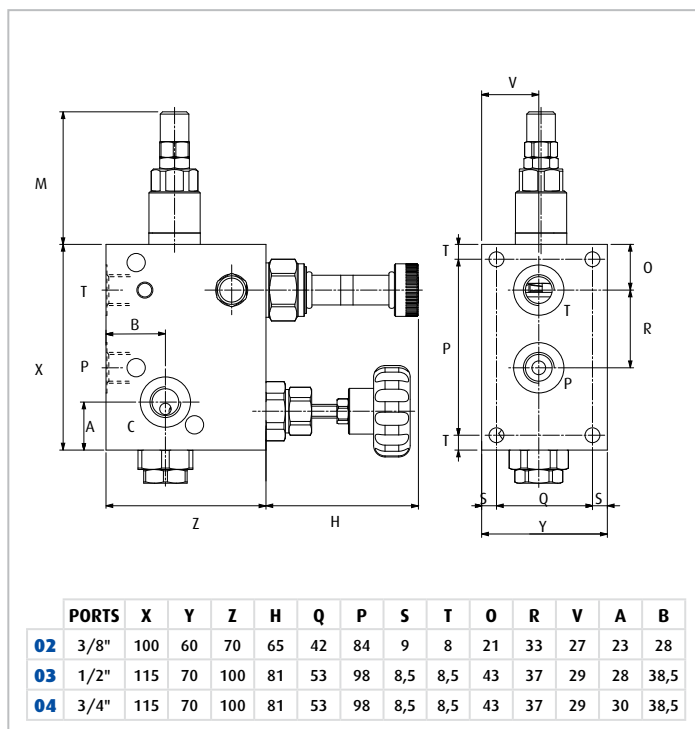 V
M
T
O
T
B
T
R
X
P
P
P
A
C
T
S
Q
S
Z
H
Y
PORTS X Y Z H Q P S T O R V A B
02 3/8" 100 60 70 65 42 84 9 8 21 33 27 23 28
03 1/2" 115 70 100 81 53 98 8,5 8,5 43 37 29 28 38,5
04 3/4" 115 70 100 81 53 98 8,5 8,5 43 37 29 30 38,5